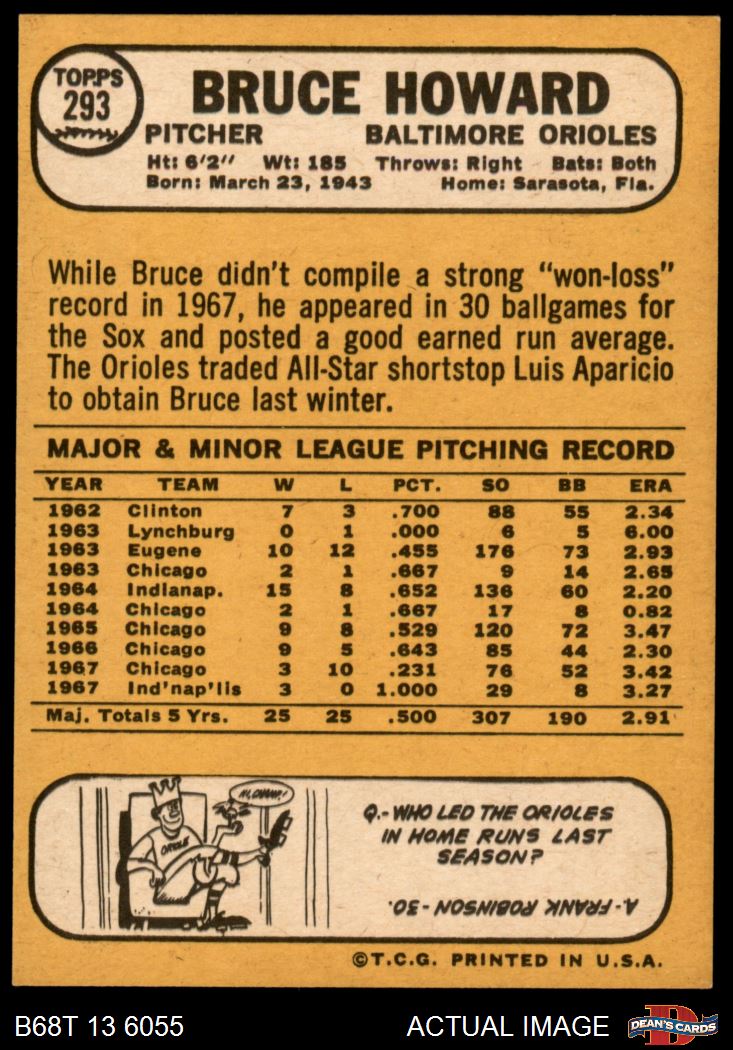 TOPPS
293
BRUCE HOWARD
PITCHER BALTIMORE ORIOLES
Ht: 6'2" Wt: 185 Throws: Right Bats: Both
Born: March 23, 1943 Home: Sarasota, Fla.
While Bruce didn't compile a strong "won-loss"
record in 1967, he appeared in 30 ballgames for
the Sox and posted a good earned run average.
The Orioles traded All-Star shortstop Luis Aparicio
to obtain Bruce last winter.
MAJOR & MINOR LEAGUE PITCHING RECORD
YEAR TEAM W L PCT. SO BB ERA
1962 Clinton 7 3 .700 88 55 2.34
1963 Lynchburg 0 1 .000 6 5 6.00
1963 Eugene 10 12 .455 176 73 2.93
1963 Chicago 2 1 .667 9 14 2.65
1964 Indianap. 15 8 .652 136 60 2.20
1964 Chicago 2 1 .667 17 8 0.82
1965 Chicago 9 8 .529 120 72 3.47
1966 Chicago 9 5 .643 85 44 2.30
1967 Chicago 3 10 .231 76 52 3.42
1967 Ind'nap'lis 3 0 1.000 29 8 3.27
Maj. Totals 5 Yrs. 25 25 .500 307 190 2.91
HI, CHAMP!
ORIOLE
Q.- WHO LED THE ORIOLES
IN HOME RUNS LAST
SEASON?
A.- FRANK ROBINSON - 30.
©T.C.G. PRINTED IN U.S.A.
B68T 13 6055 ACTUAL IMAGE
D
DEAN'S CARDS